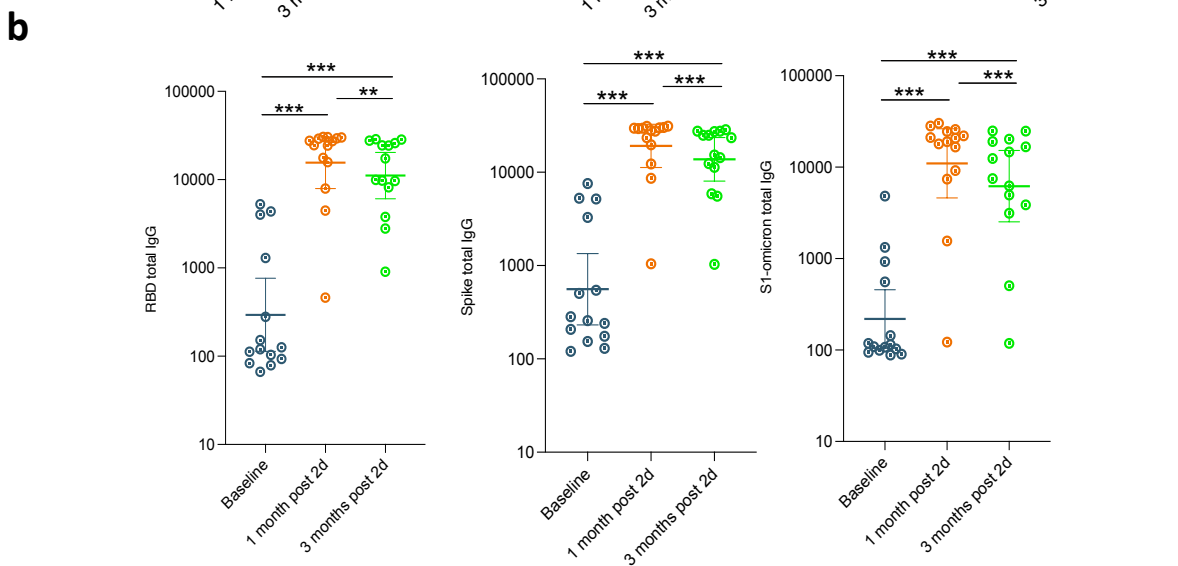 b
***
***
**
100000
10000
1000
100
10
RBD total IgG
Baseline
1 month post 2d
3 months post 2d
***
***
***
100000
10000
1000
100
10
Spike total IgG
Baseline
1 month post 2d
3 months post 2d
***
***
***
100000
10000
1000
100
10
S1-omicron total IgG
Baseline
1 month post 2d
3 months post 2d